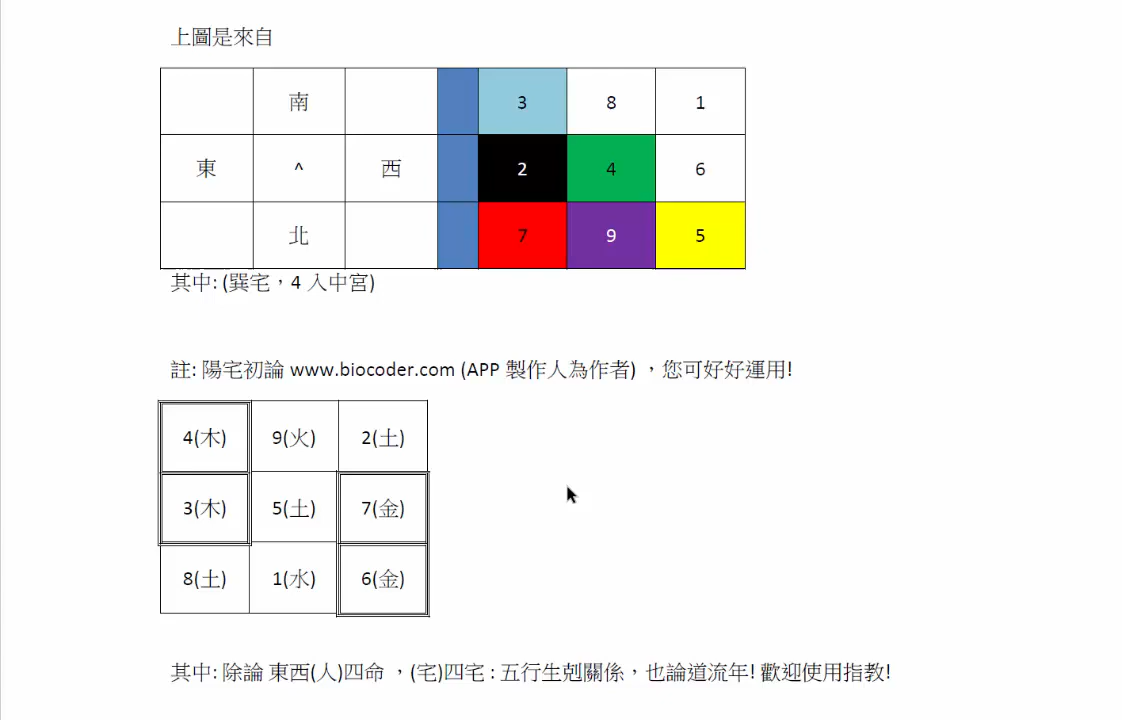 上圖是來自
南 3 8 1
東 ^ 西 2 4 6
北 7 9 5
其中: (巽宅，4 入中宮)
註: 陽宅初論 www.biocoder.com (APP 製作人為作者) ，您可好好運用!
4(木) 9(火) 2(土)
3(木) 5(土) 7(金)
8(土) 1(水) 6(金)
其中: 除論 東西(人)四命 ，(宅)四宅 : 五行生剋關係，也論道流年! 歡迎使用指教!